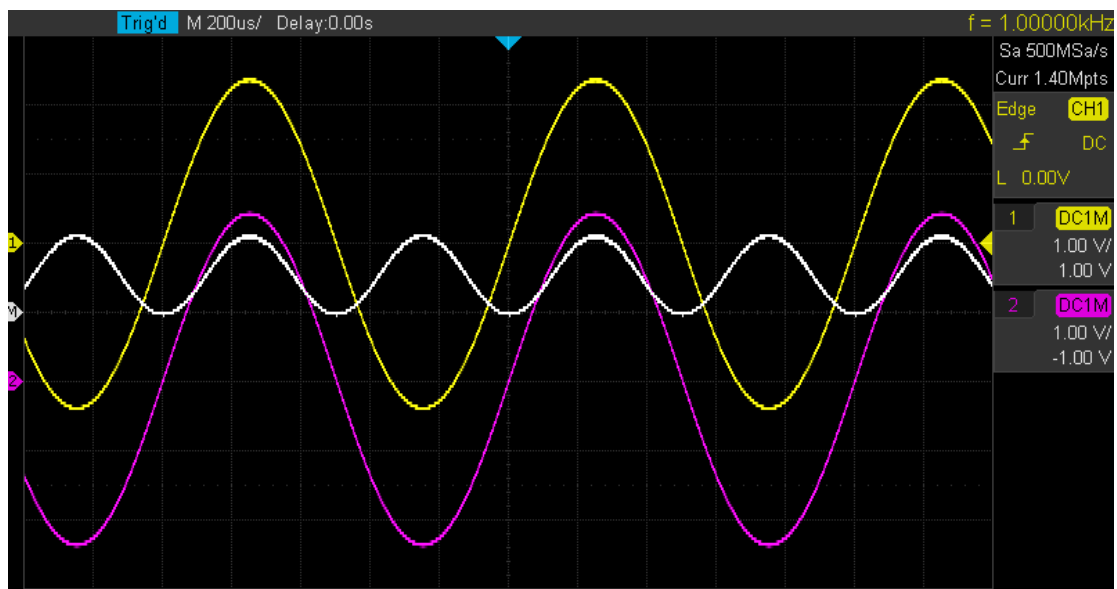 Trig'd M 200us/ Delay:0.00s f = 1.00000kHz
Sa 500MSa/s
Curr 1.40Mpts
Edge CH1
DC
L 0.00V
1 DC1M
1.00 V/
1.00 V
2 DC1M
1.00 V/
-1.00 V
1
M
2